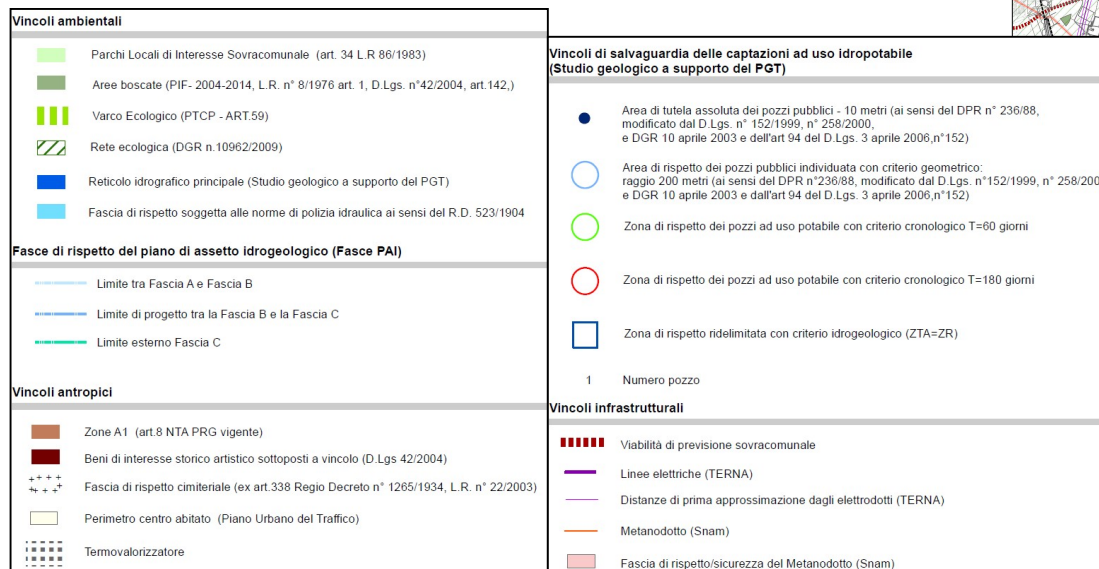 Vincoli ambientali
Parchi Locali di Interesse Sovracomunale (art. 34 L.R 86/1983)
Aree boscate (PIF- 2004-2014, L.R. n° 8/1976 art. 1, D.Lgs. n°42/2004, art.142,)
Varco Ecologico (PTCP - ART.59)
Rete ecologica (DGR n.10962/2009)
Reticolo idrografico principale (Studio geologico a supporto del PGT)
Fascia di rispetto soggetta alle norme di polizia idraulica ai sensi del R.D. 523/1904
Fasce di rispetto del piano di assetto idrogeologico (Fasce PAI)
Limite tra Fascia A e Fascia B
Limite di progetto tra la Fascia B e la Fascia C
Limite esterno Fascia C
Vincoli antropici
Zone A1 (art.8 NTA PRG vigente)
Beni di interesse storico artistico sottoposti a vincolo (D.Lgs 42/2004)
Fascia di rispetto cimiteriale (ex art.338 Regio Decreto n° 1265/1934, L.R. n° 22/2003)
Perimetro centro abitato (Piano Urbano del Traffico)
Termovalorizzatore
Vincoli di salvaguardia delle captazioni ad uso idropotabile
(Studio geologico a supporto del PGT)
Area di tutela assoluta dei pozzi pubblici - 10 metri (ai sensi del DPR n° 236/88,
modificato dal D.Lgs. n° 152/1999, n° 258/2000,
e DGR 10 aprile 2003 e dell'art 94 del D.Lgs. 3 aprile 2006,n°152)
Area di rispetto dei pozzi pubblici individuata con criterio geometrico:
raggio 200 metri (ai sensi del DPR n°236/88, modificato dal D.Lgs. n°152/1999, n° 258/200
e DGR 10 aprile 2003 e dall'art 94 del D.Lgs. 3 aprile 2006,n°152)
Zona di rispetto dei pozzi ad uso potabile con criterio cronologico T=60 giorni
Zona di rispetto dei pozzi ad uso potabile con criterio cronologico T=180 giorni
Zona di rispetto ridelimitata con criterio idrogeologico (ZTA=ZR)
1 Numero pozzo
Vincoli infrastrutturali
Viabilità di previsione sovracomunale
Linee elettriche (TERNA)
Distanze di prima approssimazione dagli elettrodotti (TERNA)
Metanodotto (Snam)
Fascia di rispetto/sicurezza del Metanodotto (Snam)